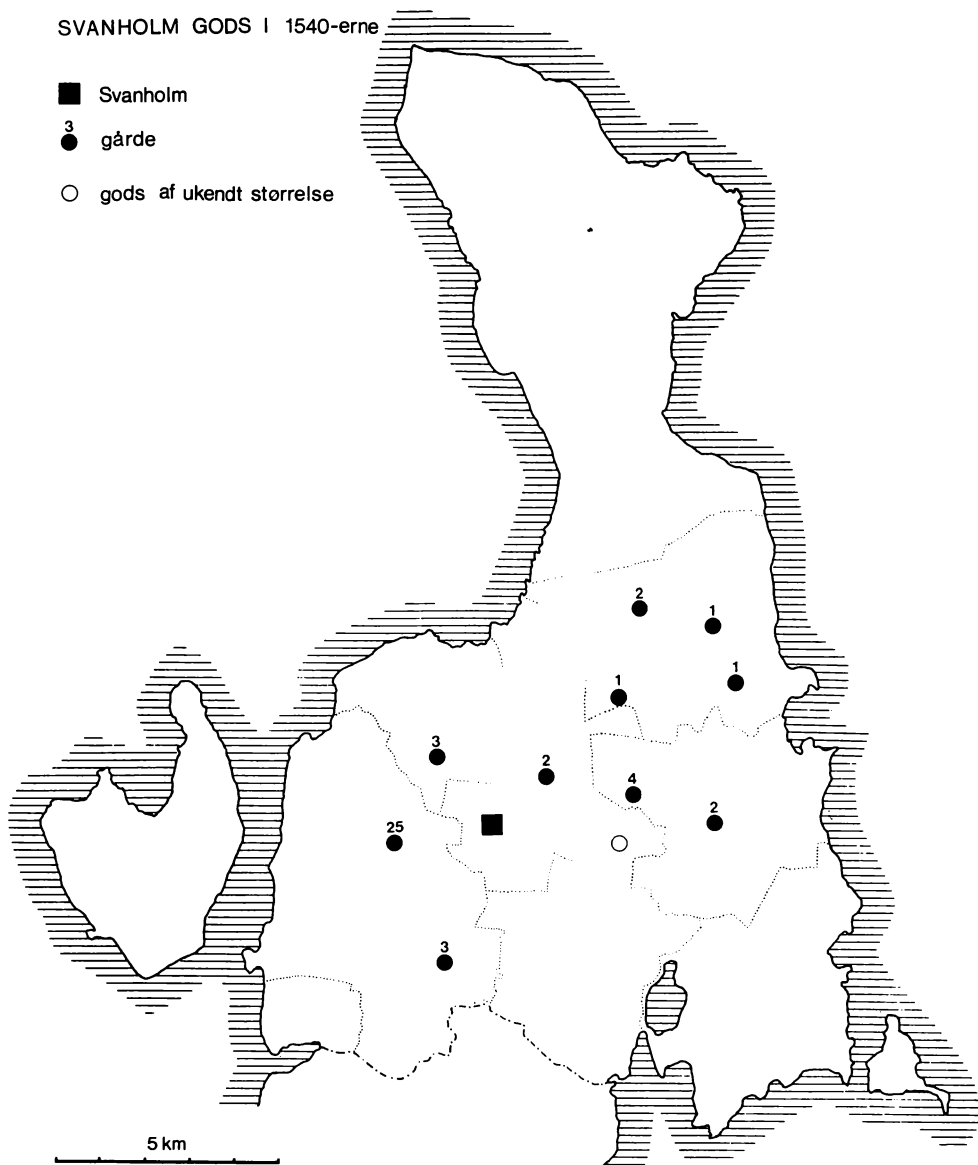 SVANHOLM GODS I 1540-erne
Svanholm
3
gårde
gods af ukendt størrelse
2
1
1
1
3
2
4
2
25
3
5 km